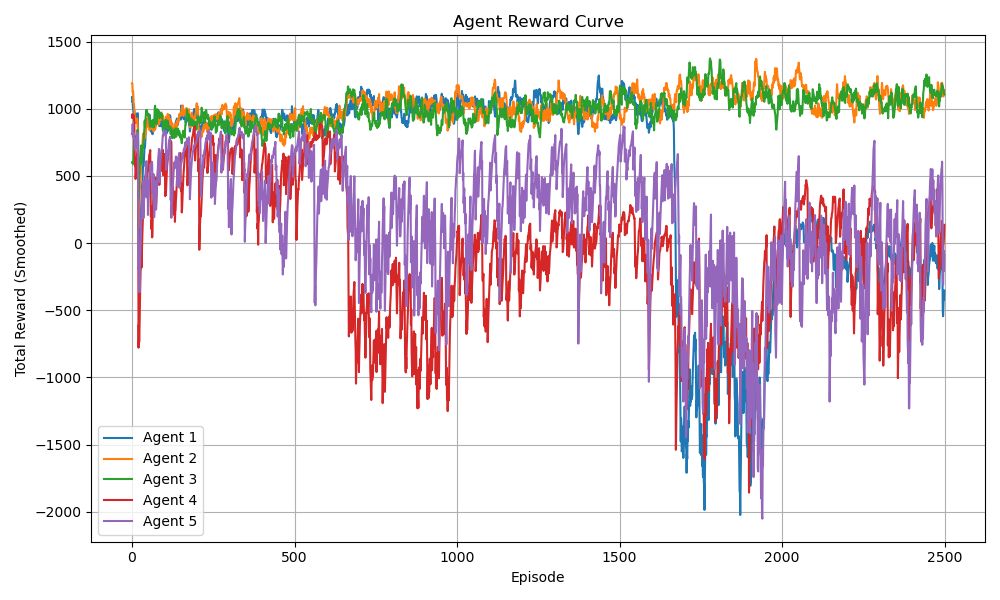 Agent Reward Curve
Total Reward (Smoothed)
1500
1000
500
0
−500
−1000
−1500
−2000
Agent 1
Agent 2
Agent 3
Agent 4
Agent 5
0 500 1000 1500 2000 2500
Episode